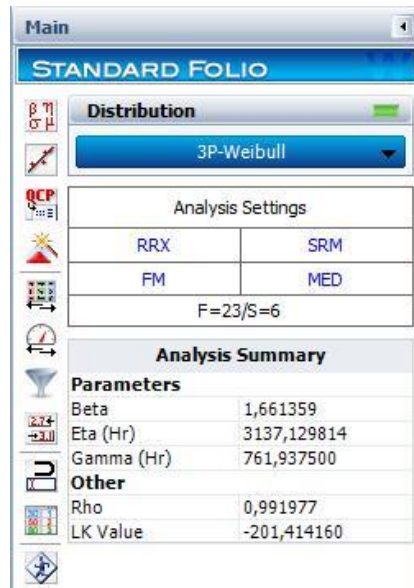 Main
STANDARD FOLIO
β η
σ μ
Distribution
3P-Weibull
QCP
Analysis Settings
RRX SRM
FM MED
F=23/S=6
Analysis Summary
Parameters
Beta 1,661359
Eta (Hr) 3137,129814
Gamma (Hr) 761,937500
Other
Rho 0,991977
LK Value -201,414160